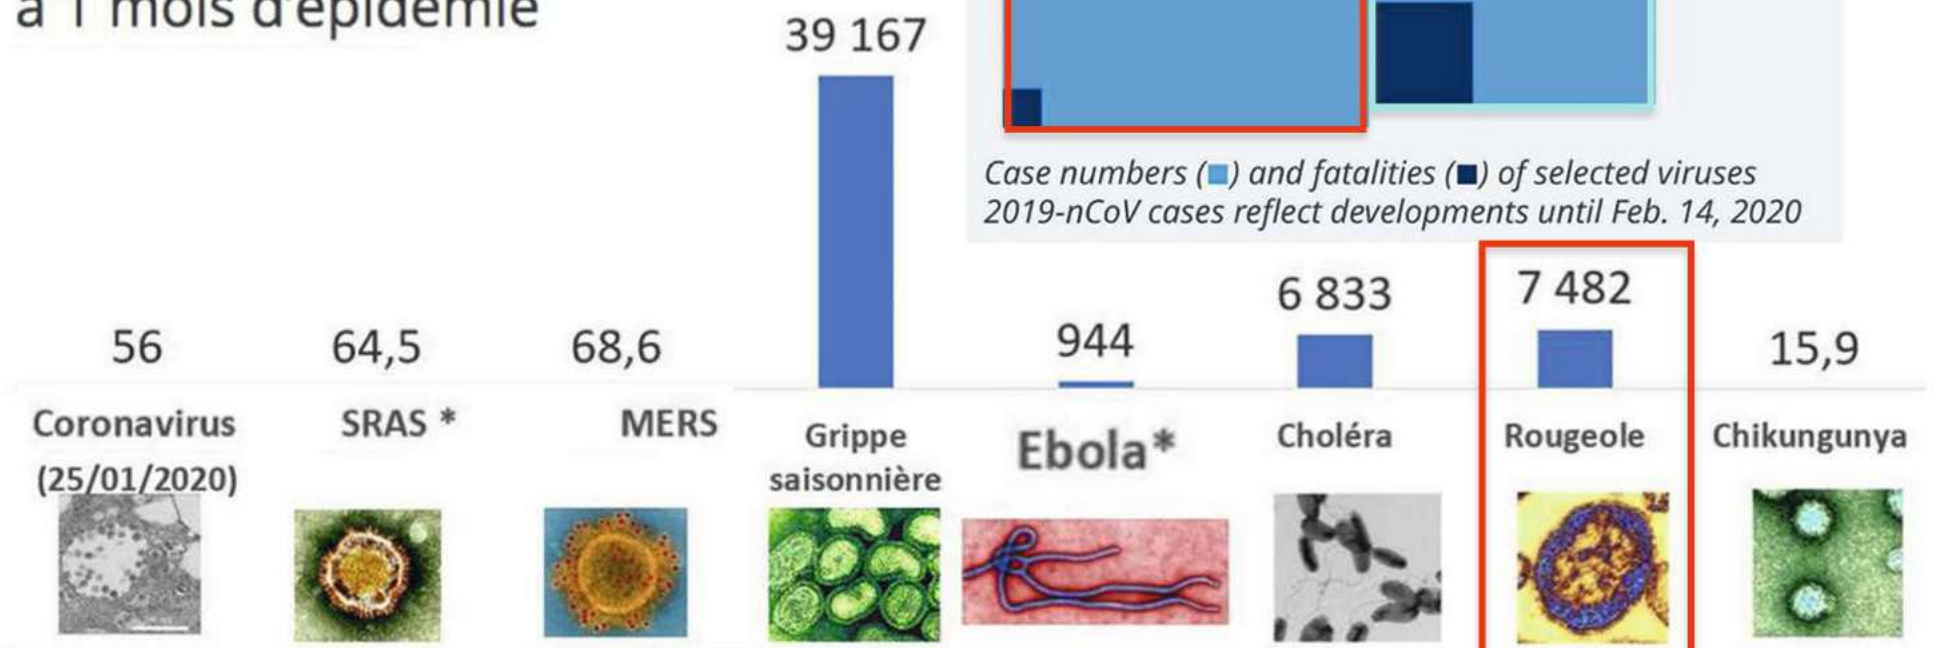 à 1 mois d'épidémie
39 167
Case numbers (■) and fatalities (■) of selected viruses
2019-nCoV cases reflect developments until Feb. 14, 2020
56
64,5
68,6
944
6 833
7 482
15,9
Coronavirus
(25/01/2020)
SRAS *
MERS
Grippe
saisonnière
Ebola*
Choléra
Rougeole
Chikungunya